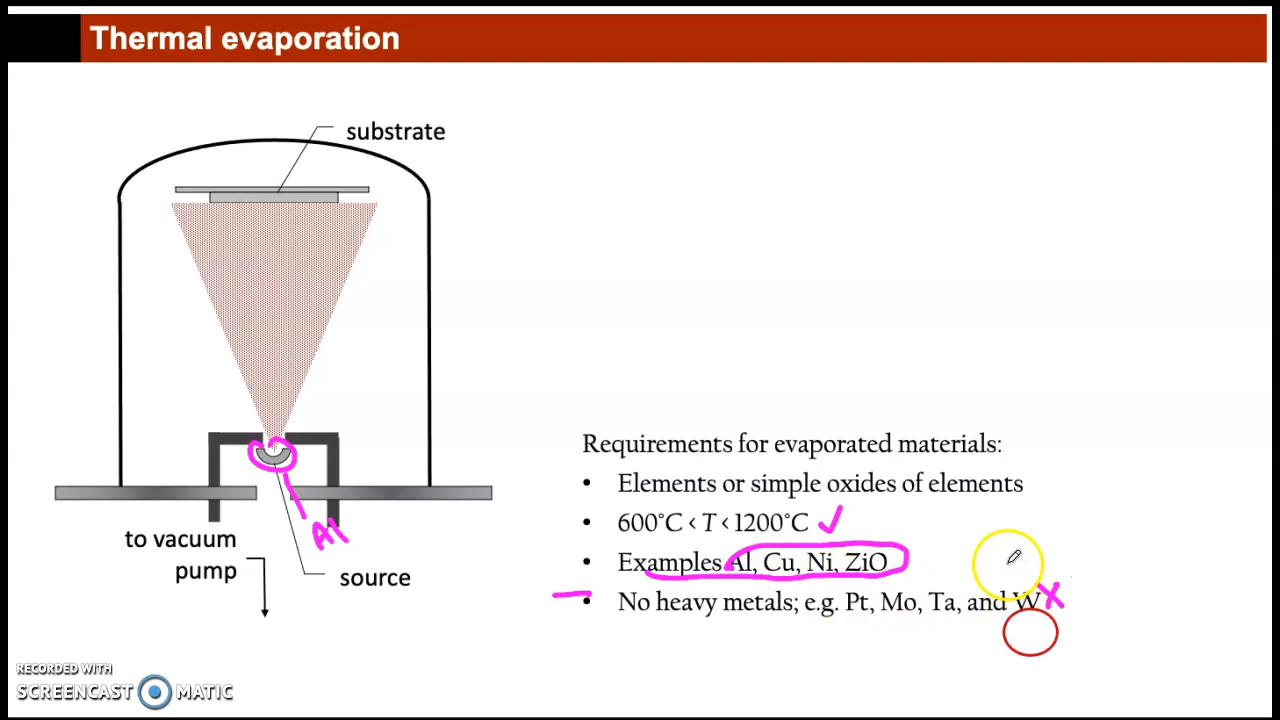 Thermal evaporation
substrate
Al
to vacuum
pump
source
Requirements for evaporated materials:
• Elements or simple oxides of elements
• 600°C < T < 1200°C
• Examples Al, Cu, Ni, ZiO
• No heavy metals; e.g. Pt, Mo, Ta, and W
RECORDED WITH
SCREENCAST MATIC